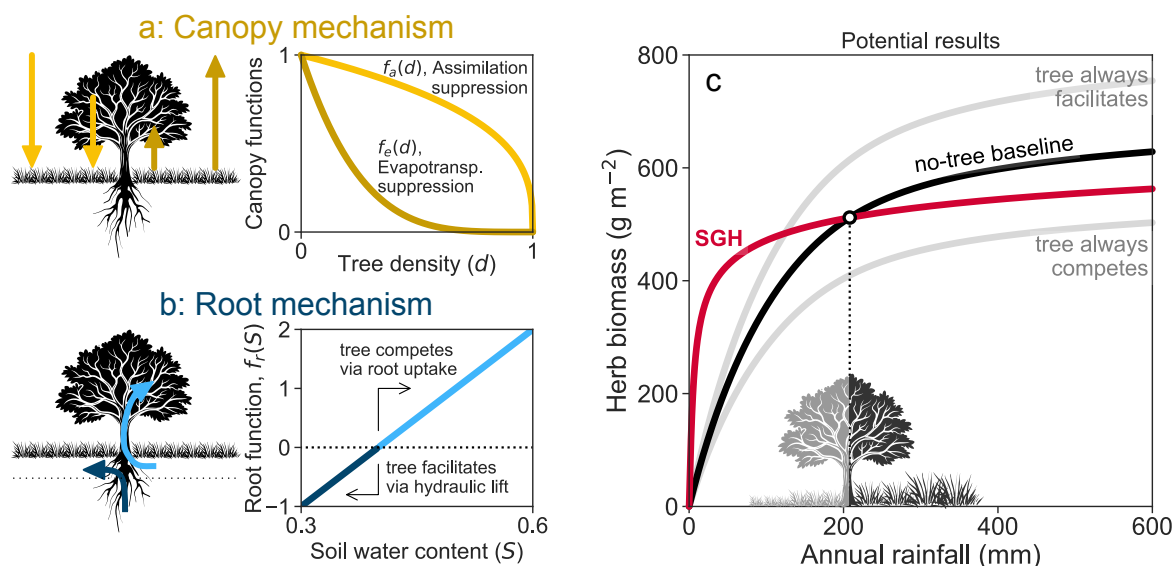 a: Canopy mechanism
Canopy functions
1
0
f_a(d), Assimilation
suppression
f_e(d),
Evapotransp.
suppression
0
1
Tree density (d)
b: Root mechanism
Root function, f_r(S)
2
1
0
−1
tree competes
via root uptake
tree facilitates
via hydraulic lift
0.3
0.6
Soil water content (S)
Potential results
c
Herb biomass (g m⁻²)
800
600
400
200
0
tree always
facilitates
no-tree baseline
SGH
tree always
competes
0
200
400
600
Annual rainfall (mm)